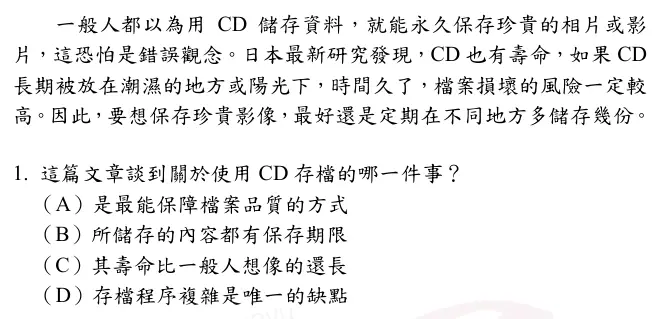 一般人都以為用 CD 儲存資料，就能永久保存珍貴的相片或影
片，這恐怕是錯誤觀念。日本最新研究發現，CD 也有壽命，如果 CD
長期被放在潮濕的地方或陽光下，時間久了，檔案損壞的風險一定較
高。因此，要想保存珍貴影像，最好還是定期在不同地方多儲存幾份。
1. 這篇文章談到關於使用 CD 存檔的哪一件事？
（A）是最能保障檔案品質的方式
（B）所儲存的內容都有保存期限
（C）其壽命比一般人想像的還長
（D）存檔程序複雜是唯一的缺點